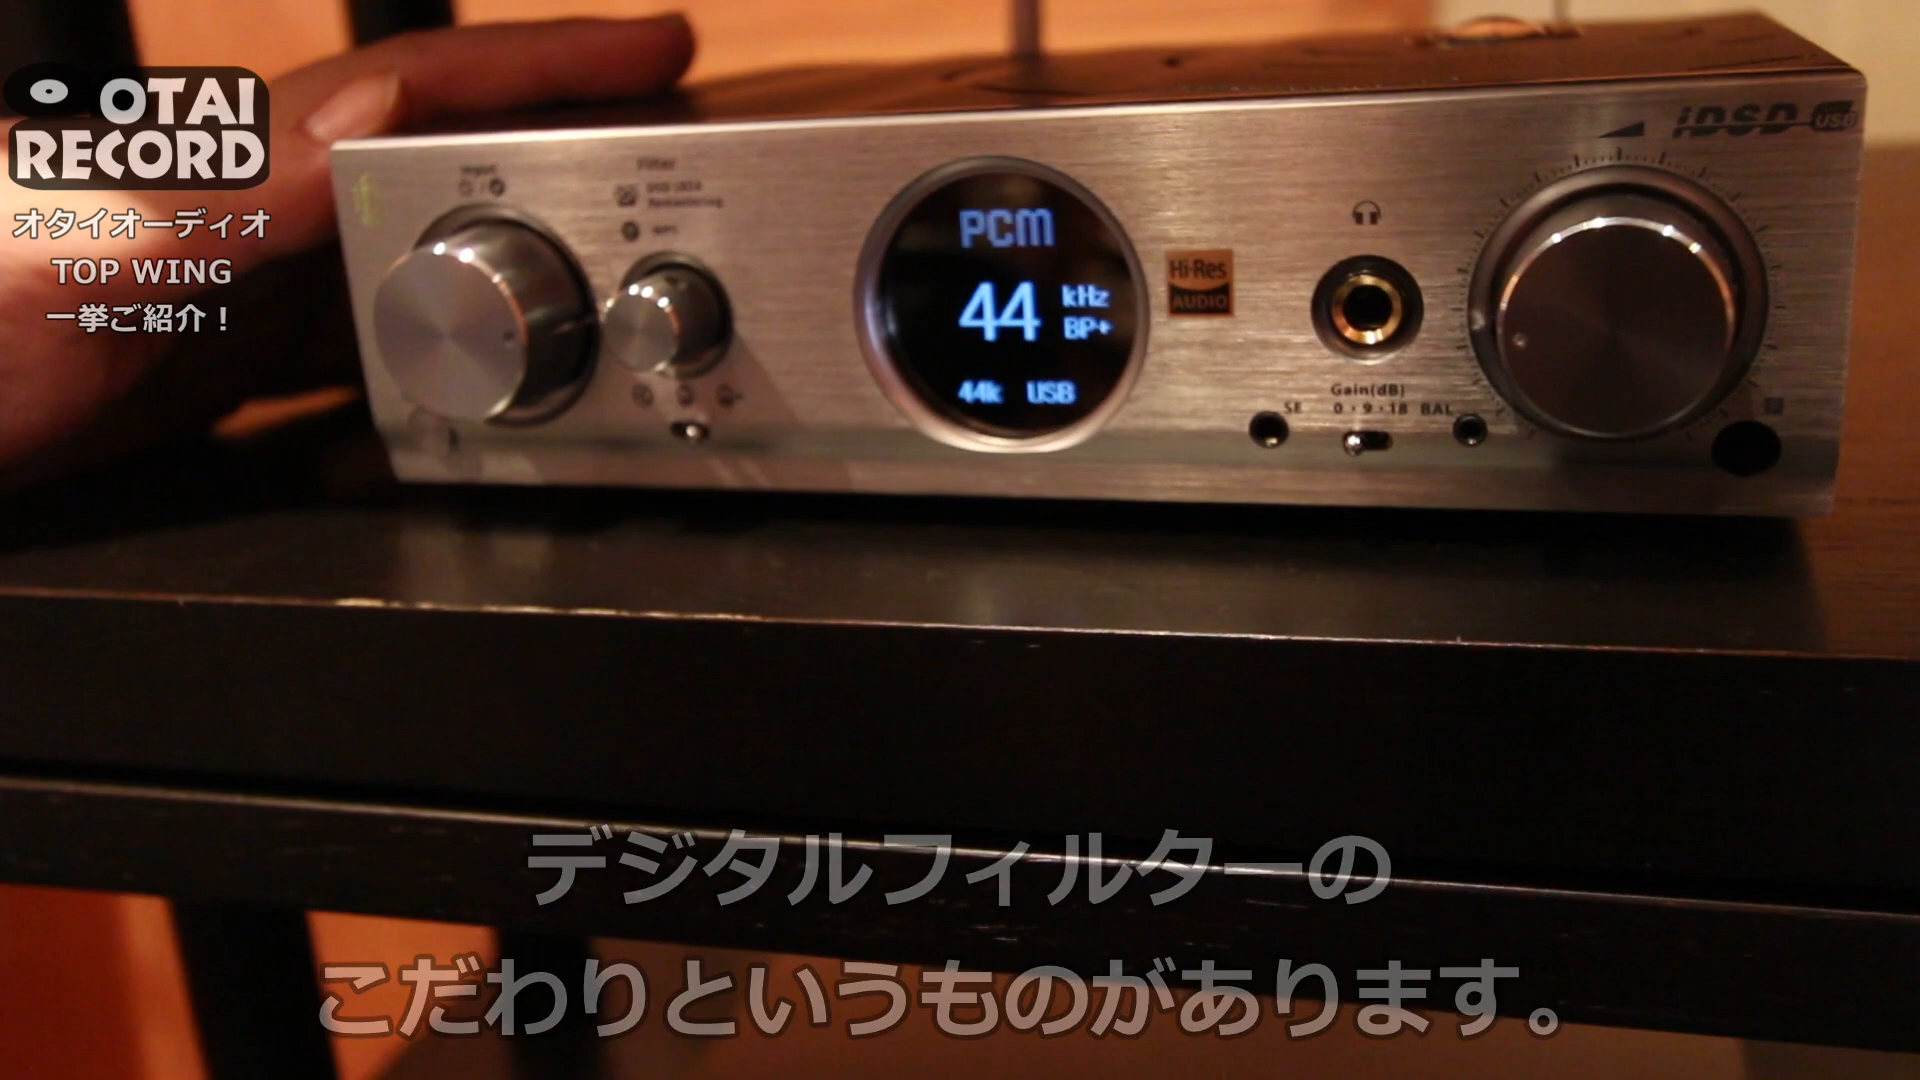 OTAI
RECORD
オタイオーディオ
TOP WING
一挙ご紹介！
Input
Filter
Remastering
PCM
44 kHz
BP+
44k USB
Hi-Res
AUDIO
iDSD USB
Gain(dB)
SE 0・9・18 BAL
デジタルフィルターの
こだわりというものがあります。